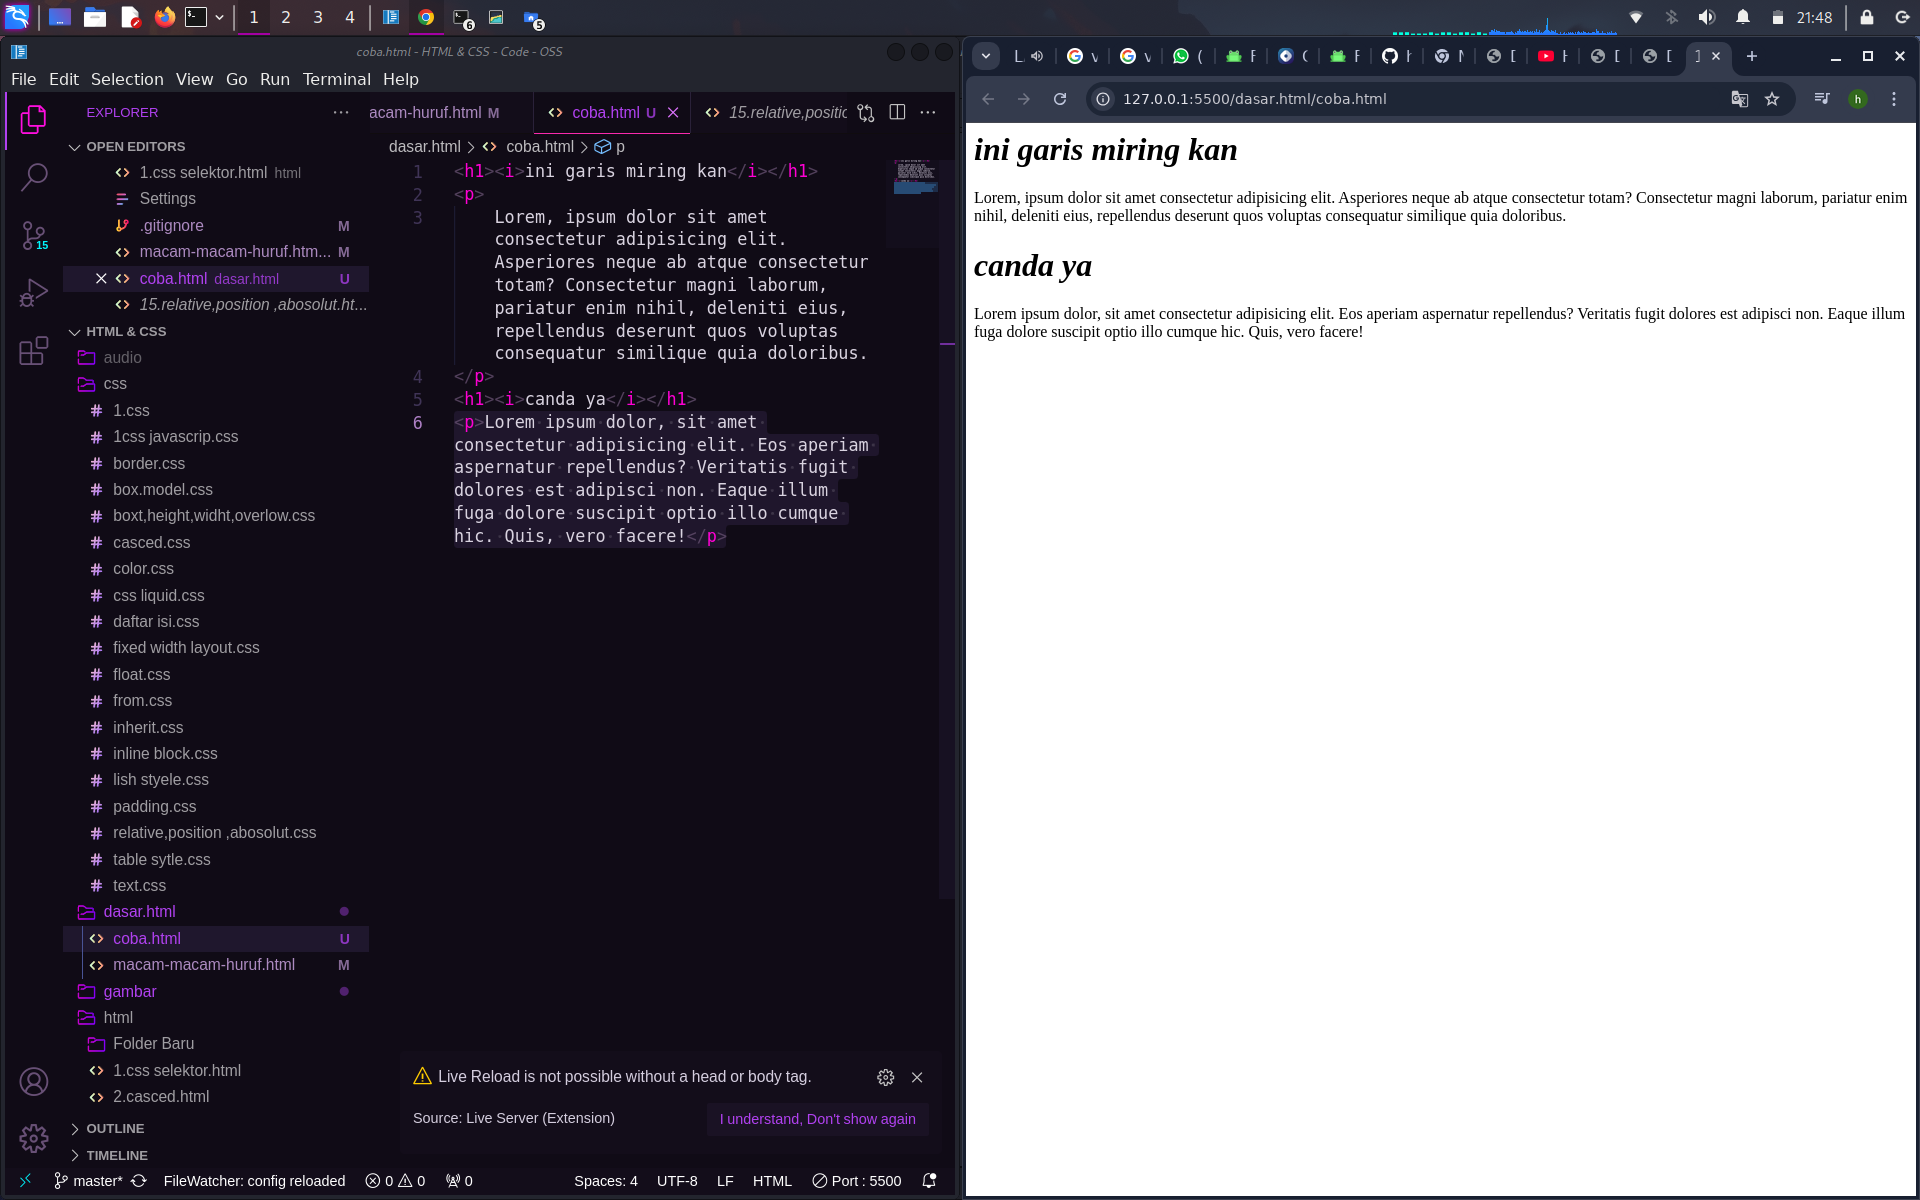 1 2 3 4
6
5
21:48
coba.html - HTML & CSS - Code - OSS
File Edit Selection View Go Run Terminal Help
EXPLORER
OPEN EDITORS
1.css selektor.html html
Settings
.gitignore M
macam-macam-huruf.htm... M
coba.html dasar.html U
15.relative,position ,abosolut.ht...
HTML & CSS
audio
css
1.css
1css javascrip.css
border.css
box.model.css
boxt,height,widht,overlow.css
casced.css
color.css
css liquid.css
daftar isi.css
fixed width layout.css
float.css
from.css
inherit.css
inline block.css
lish styele.css
padding.css
relative,position ,abosolut.css
table sytle.css
text.css
dasar.html
coba.html U
macam-macam-huruf.html M
gambar
html
Folder Baru
1.css selektor.html
2.casced.html
OUTLINE
TIMELINE
15
acam-huruf.html M
coba.html U
15.relative,positic
dasar.html > coba.html > p
1 <h1><i>ini garis miring kan</i></h1>
2 <p>
3 Lorem, ipsum dolor sit amet
consectetur adipisicing elit.
Asperiores neque ab atque consectetur
totam? Consectetur magni laborum,
pariatur enim nihil, deleniti eius,
repellendus deserunt quos voluptas
consequatur similique quia doloribus.
4 </p>
5 <h1><i>canda ya</i></h1>
6 <p>Lorem ipsum dolor, sit amet
consectetur adipisicing elit. Eos aperiam
aspernatur repellendus? Veritatis fugit
dolores est adipisci non. Eaque illum
fuga dolore suscipit optio illo cumque
hic. Quis, vero facere!</p>
Live Reload is not possible without a head or body tag.
Source: Live Server (Extension)
I understand, Don't show again
master* FileWatcher: config reloaded 0 0 0 Spaces: 4 UTF-8 LF HTML Port : 5500
127.0.0.1:5500/dasar.html/coba.html
h
ini garis miring kan
Lorem, ipsum dolor sit amet consectetur adipisicing elit. Asperiores neque ab atque consectetur totam? Consectetur magni laborum, pariatur enim
nihil, deleniti eius, repellendus deserunt quos voluptas consequatur similique quia doloribus.
canda ya
Lorem ipsum dolor, sit amet consectetur adipisicing elit. Eos aperiam aspernatur repellendus? Veritatis fugit dolores est adipisci non. Eaque illum
fuga dolore suscipit optio illo cumque hic. Quis, vero facere!